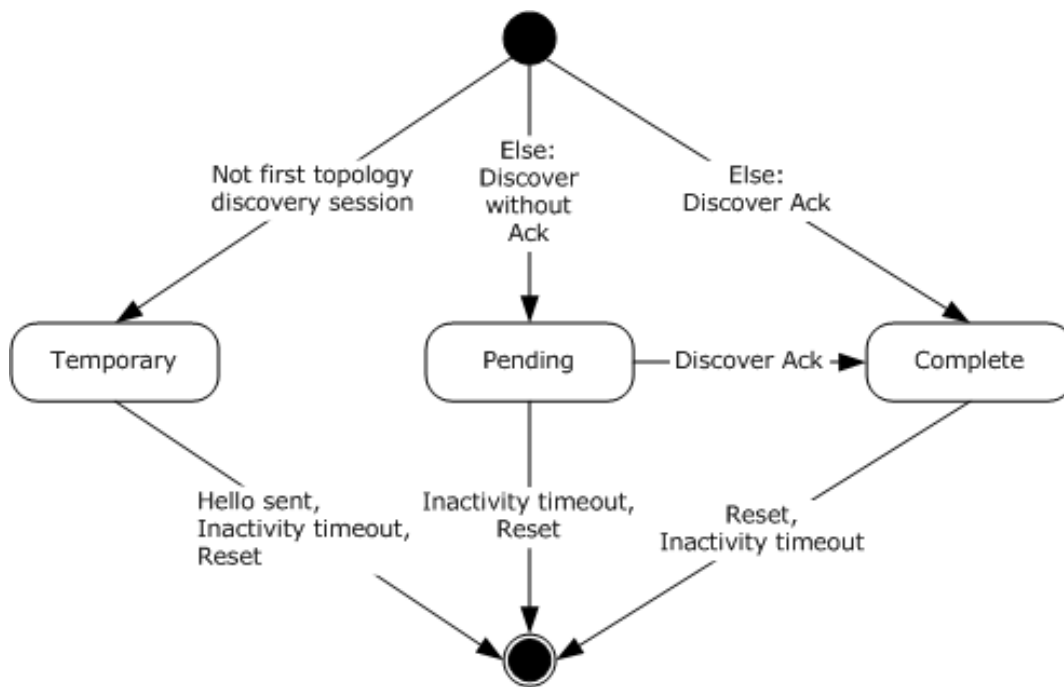 Not first topology
discovery session
Else:
Discover
without
Ack
Else:
Discover Ack
Temporary
Pending
Discover Ack
Complete
Hello sent,
Inactivity timeout,
Reset
Inactivity timeout,
Reset
Reset,
Inactivity timeout